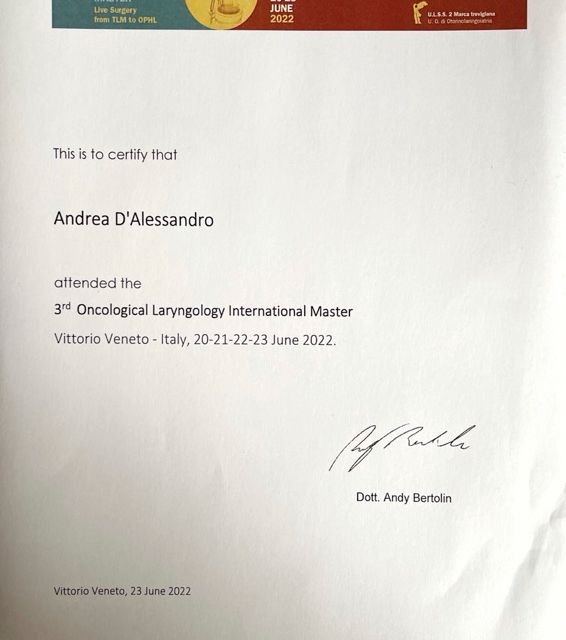 Live Surgery
from TLM to OPHL
JUNE
2022
U.L.S.S. 2 Marca trevigiana
U. O. di Otorinolaringoiatria
This is to certify that
Andrea D'Alessandro
attended the
3rd Oncological Laryngology International Master
Vittorio Veneto - Italy, 20-21-22-23 June 2022.
Dott. Andy Bertolin
Vittorio Veneto, 23 June 2022